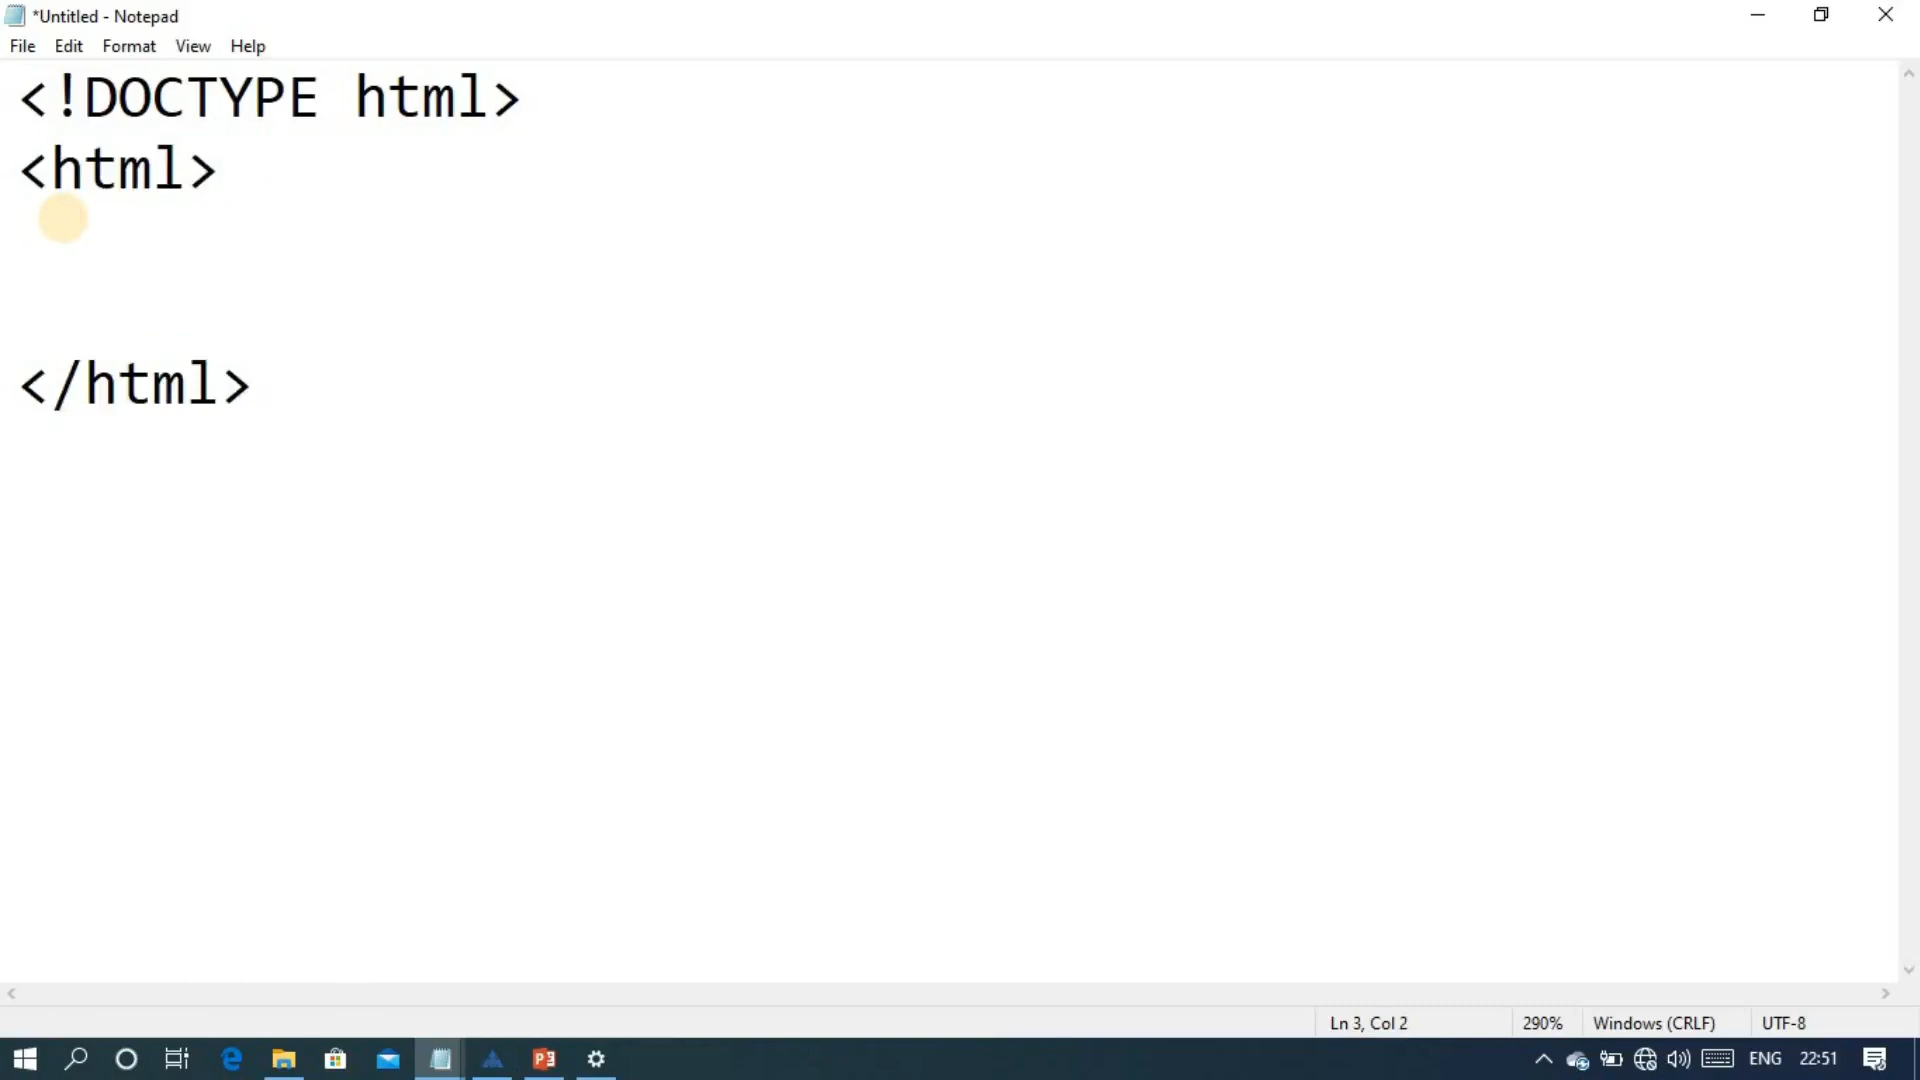 *Untitled - Notepad
File Edit Format View Help
<!DOCTYPE html>
<html>
</html>
Ln 3, Col 2 290% Windows (CRLF) UTF-8
ENG 22:51